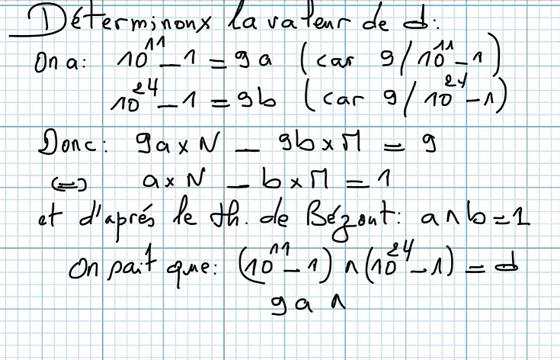 Déterminonx la valeur de d:
On a: 10^11 - 1 = 9a (car 9/10^11 - 1)
10^24 - 1 = 9b (car 9/10^24 - 1)
Donc: 9a × N - 9b × M = 9
(=) a × N - b × M = 1
et d'aprés le th. de Bézout: a ∧ b = 1
On sait que: (10^11 - 1) ∧ (10^24 - 1) = d
9a ∧